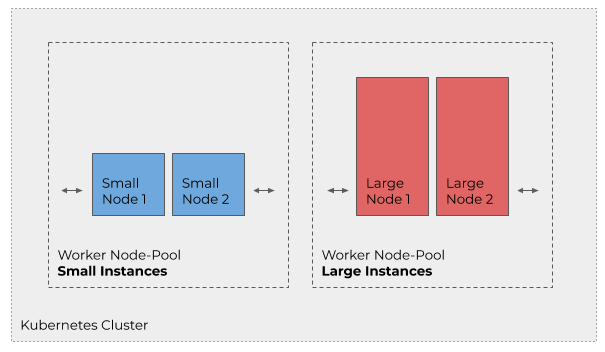 Small
Node 1
Small
Node 2
Worker Node-Pool
Small Instances
Large
Node 1
Large
Node 2
Worker Node-Pool
Large Instances
Kubernetes Cluster